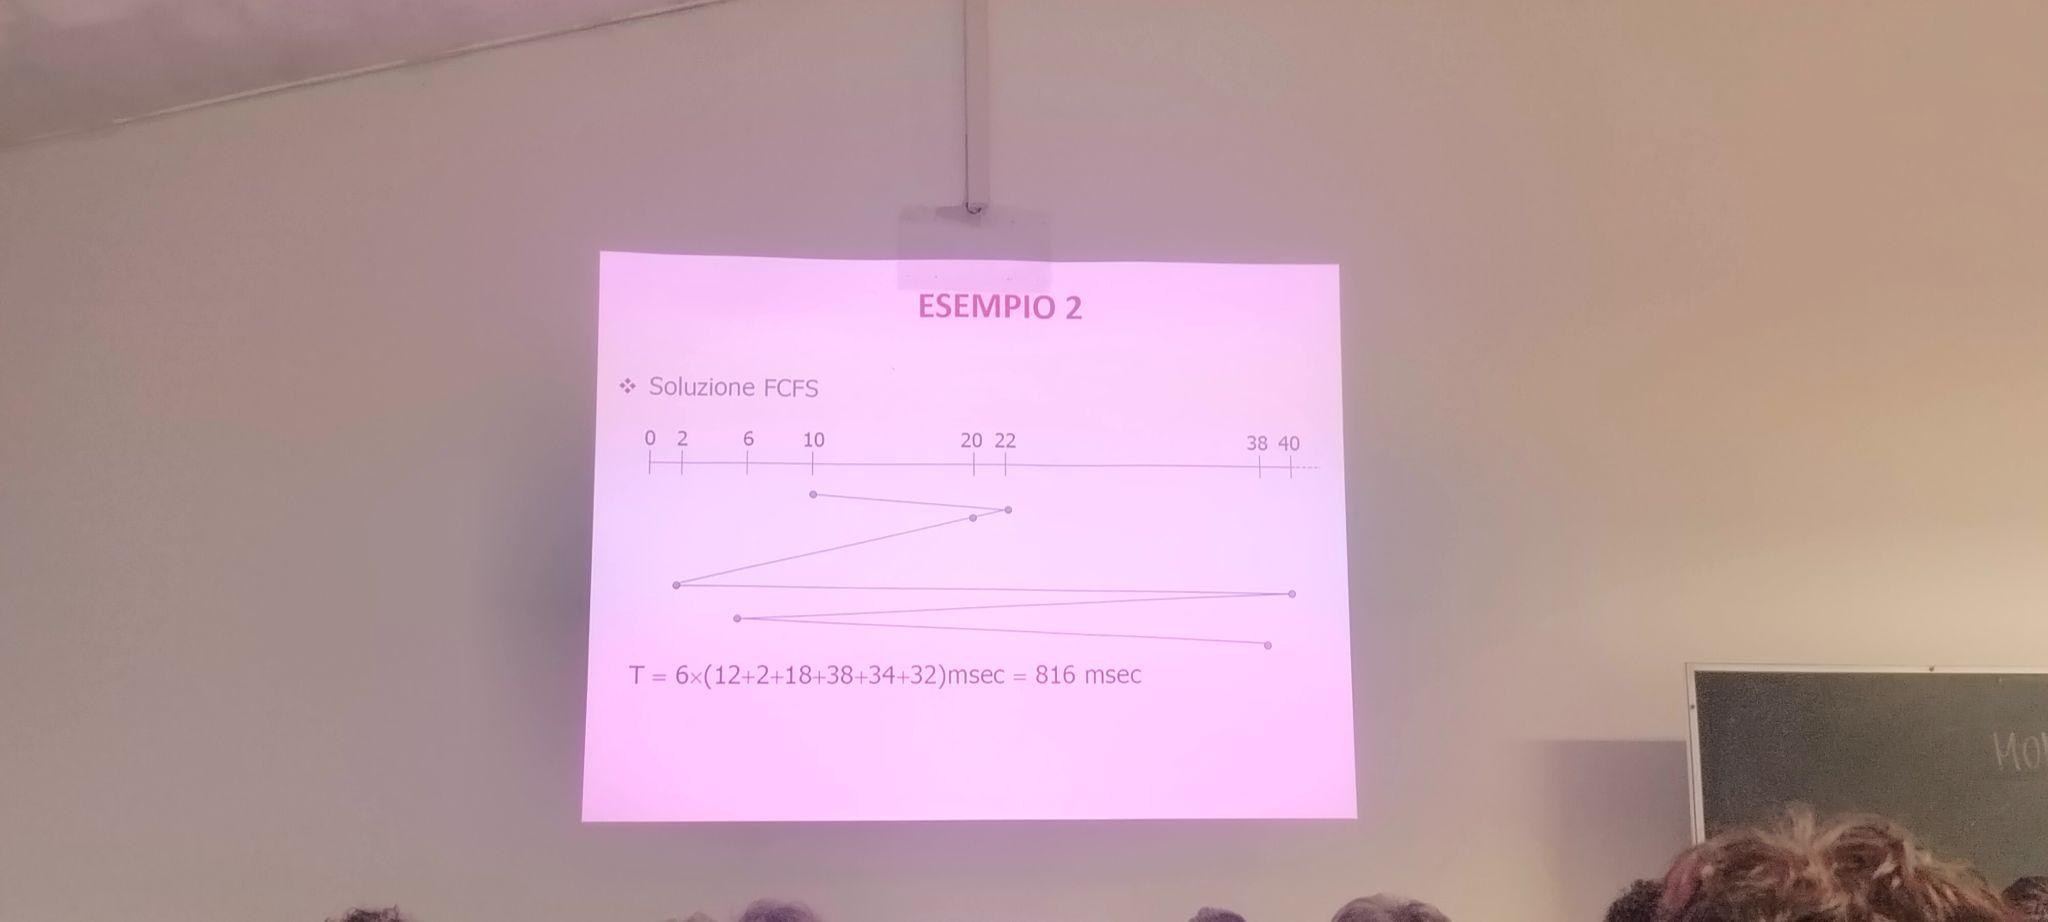 ESEMPIO 2
❖ Soluzione FCFS
0 2 6 10 20 22 38 40
T = 6×(12+2+18+38+34+32)msec = 816 msec